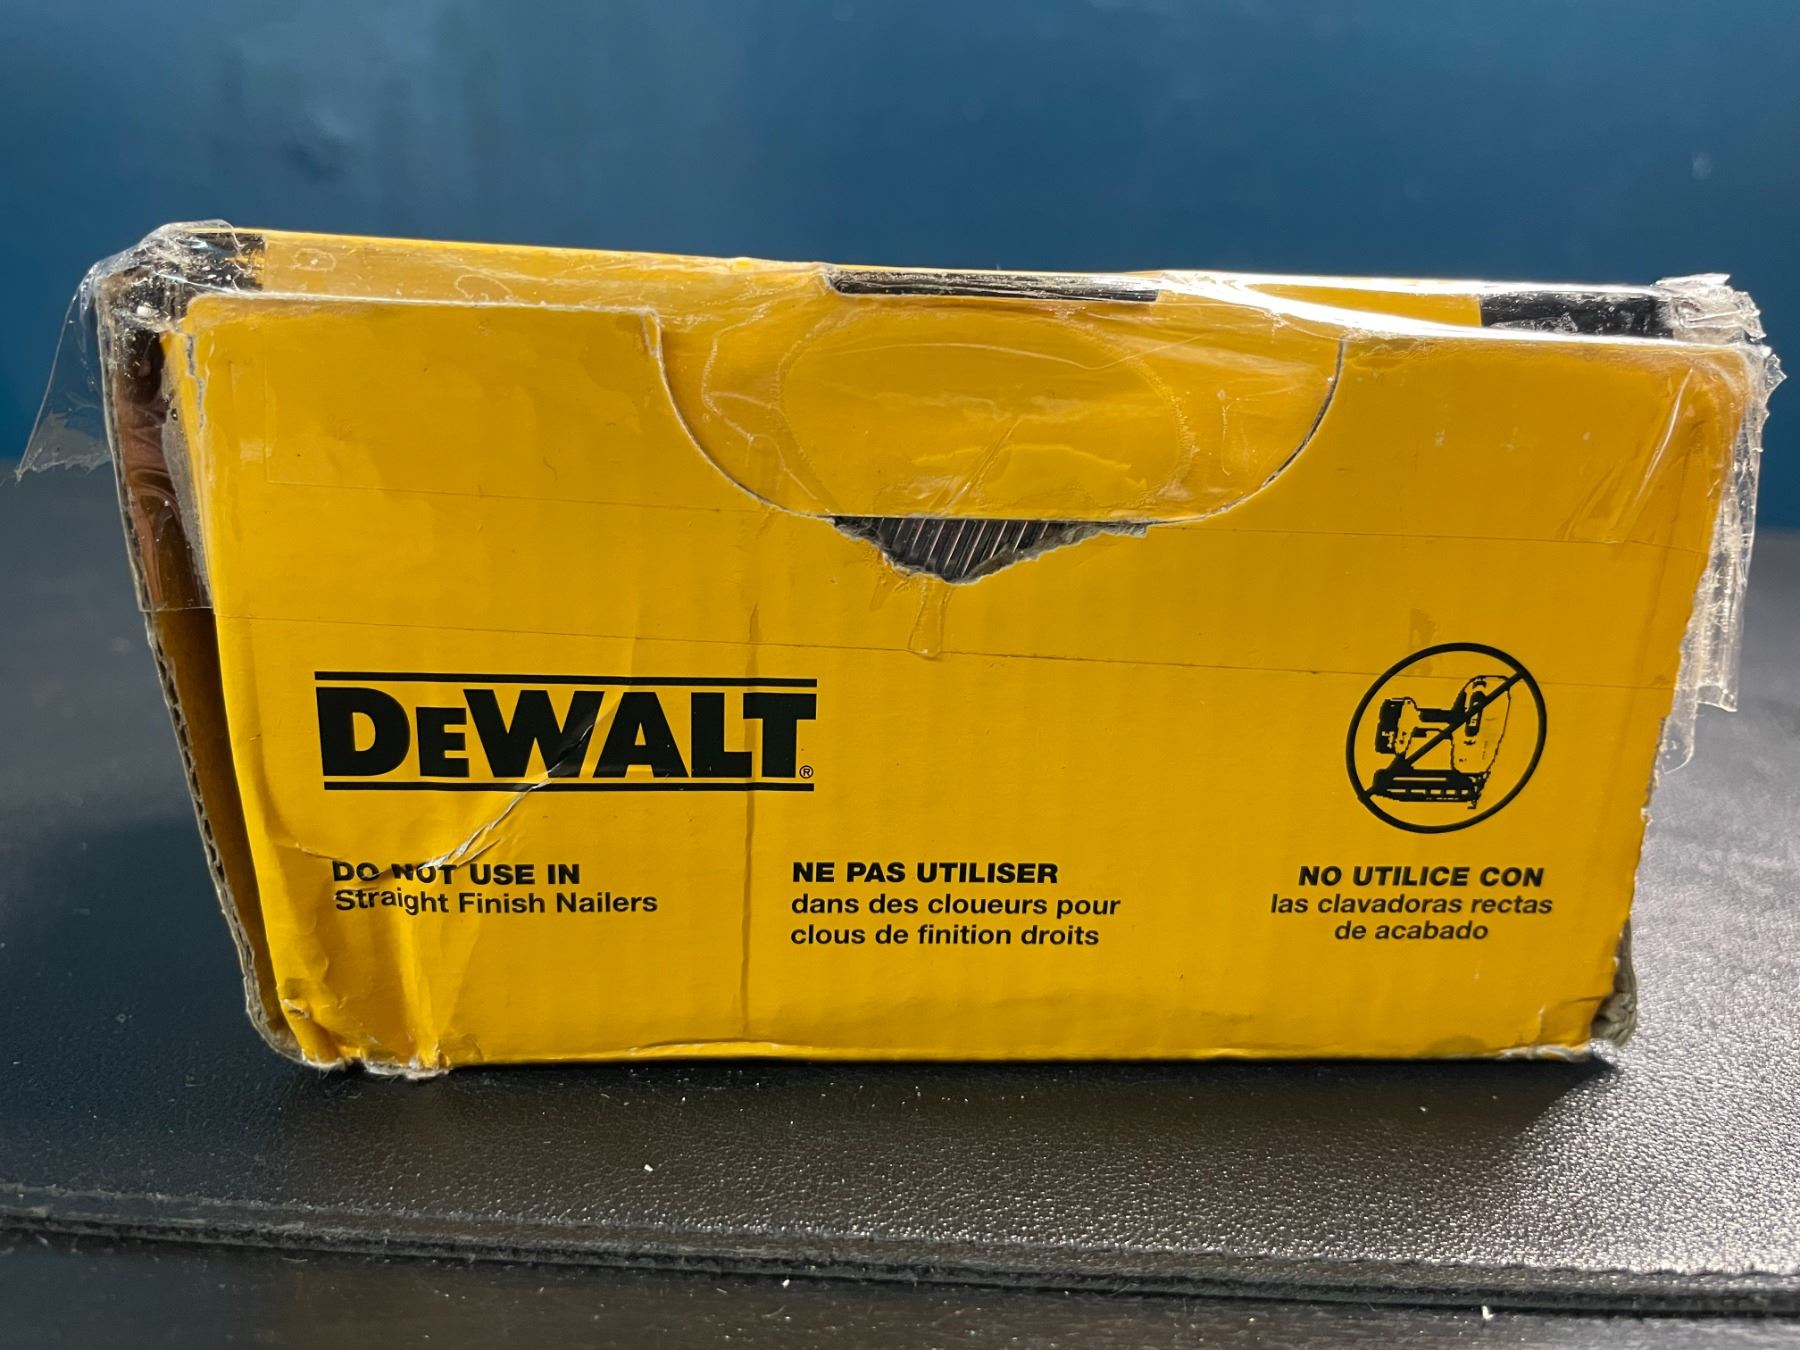 DEWALT®
DO NOT USE IN
Straight Finish Nailers
NE PAS UTILISER
dans des cloueurs pour
clous de finition droits
NO UTILICE CON
las clavadoras rectas
de acabado